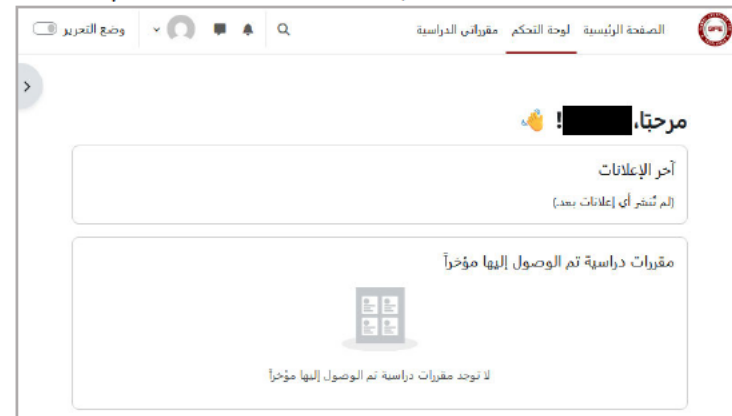 الصفحة الرئيسية لوحة التحكم مقرراتي الدراسية وضع التحرير
مرحبًا، ! 👋
آخر الإعلانات
(لم تُنشر أي إعلانات بعد.)
مقررات دراسية تم الوصول إليها مؤخراً
لا توجد مقررات دراسية تم الوصول إليها مؤخراً